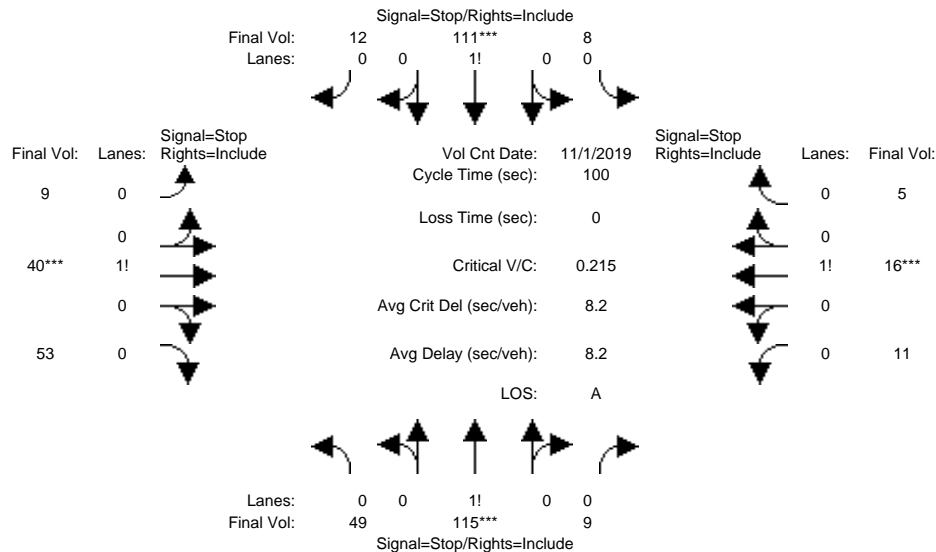 Signal=Stop/Rights=Include
Final Vol: 12 111*** 8
Lanes: 0 0 1! 0 0
Signal=Stop Signal=Stop
Final Vol: Lanes: Rights=Include Vol Cnt Date: 11/1/2019 Rights=Include Lanes: Final Vol:
Cycle Time (sec): 100
9 0 0 5
Loss Time (sec): 0
0 0
40*** 1! Critical V/C: 0.215 1! 16***
0 Avg Crit Del (sec/veh): 8.2 0
53 0 Avg Delay (sec/veh): 8.2 0 11
LOS: A
Lanes: 0 0 1! 0 0
Final Vol: 49 115*** 9
Signal=Stop/Rights=Include